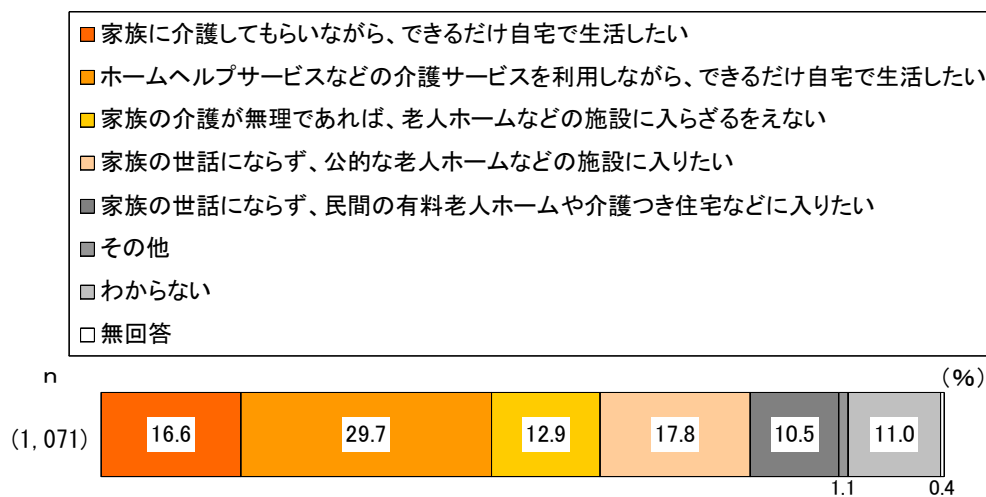 家族に介護してもらいながら、できるだけ自宅で生活したい
ホームヘルプサービスなどの介護サービスを利用しながら、できるだけ自宅で生活したい
家族の介護が無理であれば、老人ホームなどの施設に入らざるをえない
家族の世話にならず、公的な老人ホームなどの施設に入りたい
家族の世話にならず、民間の有料老人ホームや介護つき住宅などに入りたい
その他
わからない
無回答
n (%)
(1,071) 16.6 29.7 12.9 17.8 10.5 11.0
1.1 0.4